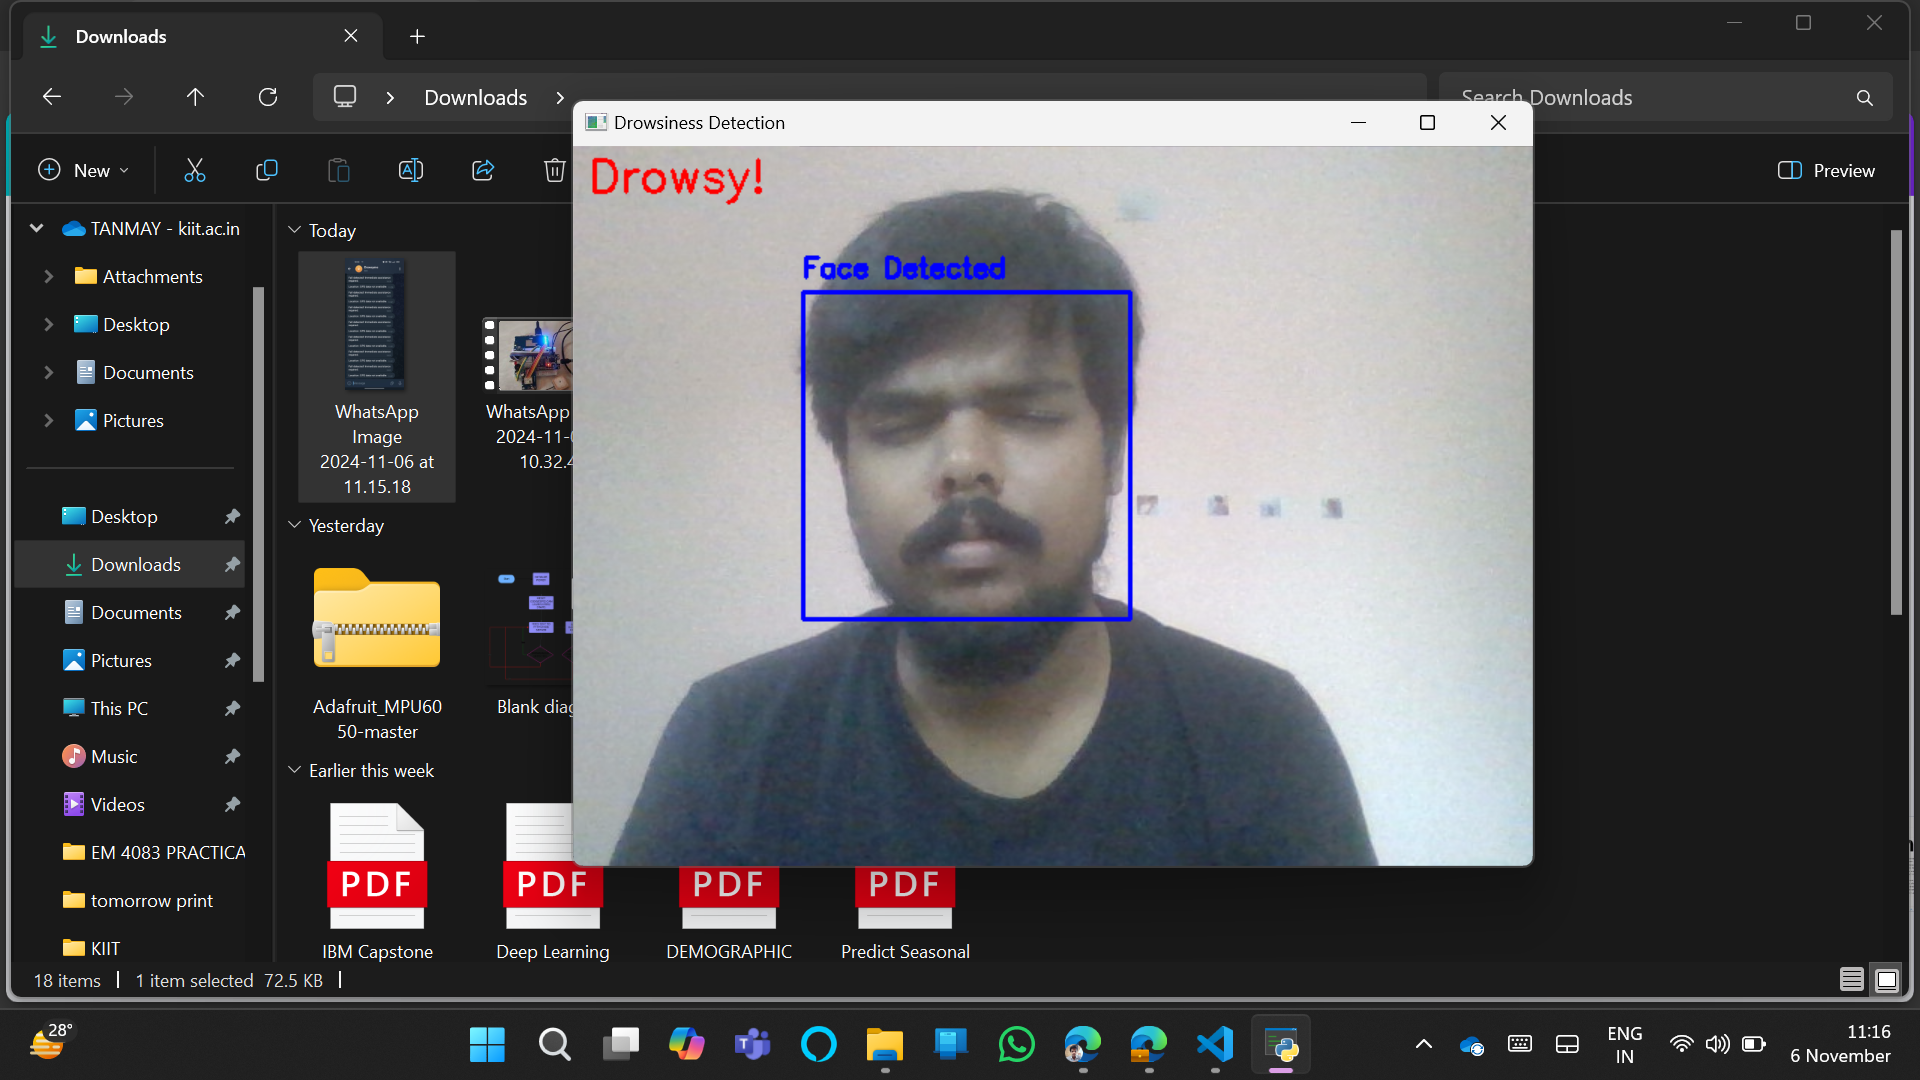 Downloads
Downloads
Search Downloads
New
Preview
Drowsiness Detection
Drowsy!
Face Detected
TANMAY - kiit.ac.in
Attachments
Desktop
Documents
Pictures
Desktop
Downloads
Documents
Pictures
This PC
Music
Videos
EM 4083 PRACTICA
tomorrow print
KIIT
Today
WhatsApp
Image
2024-11-06 at
11.15.18
WhatsApp
2024-11-0
10.32.4
Yesterday
Adafruit_MPU60
50-master
Blank diag
Earlier this week
PDF
PDF
PDF
PDF
IBM Capstone
Deep Learning
DEMOGRAPHIC
Predict Seasonal
18 items
1 item selected 72.5 KB
28°
ENG
IN
11:16
6 November